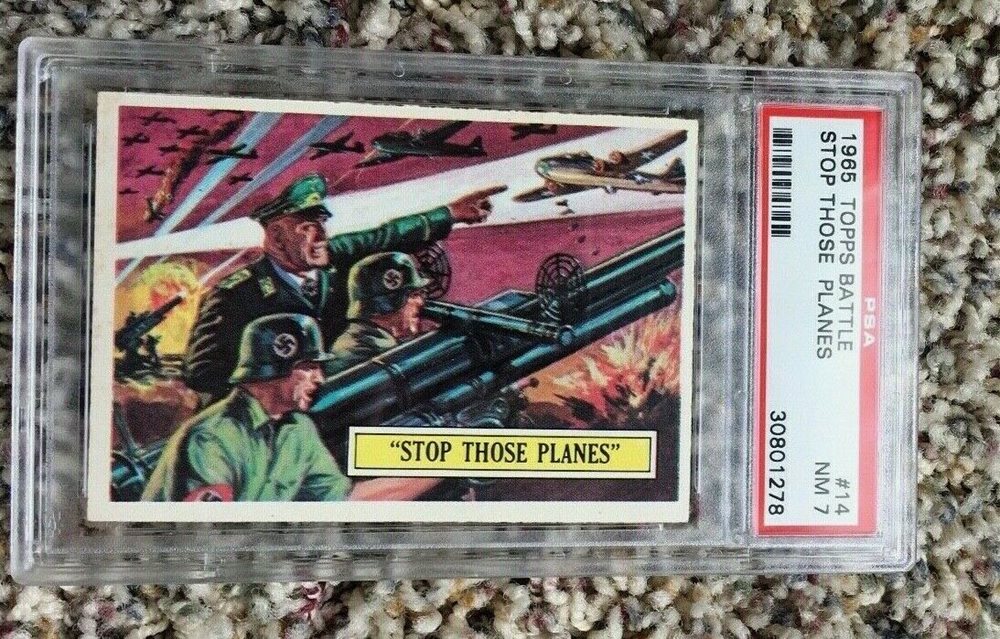 "STOP THOSE PLANES"
1965 TOPPS BATTLE #14
STOP THOSE PLANES NM 7
PSA 30801278